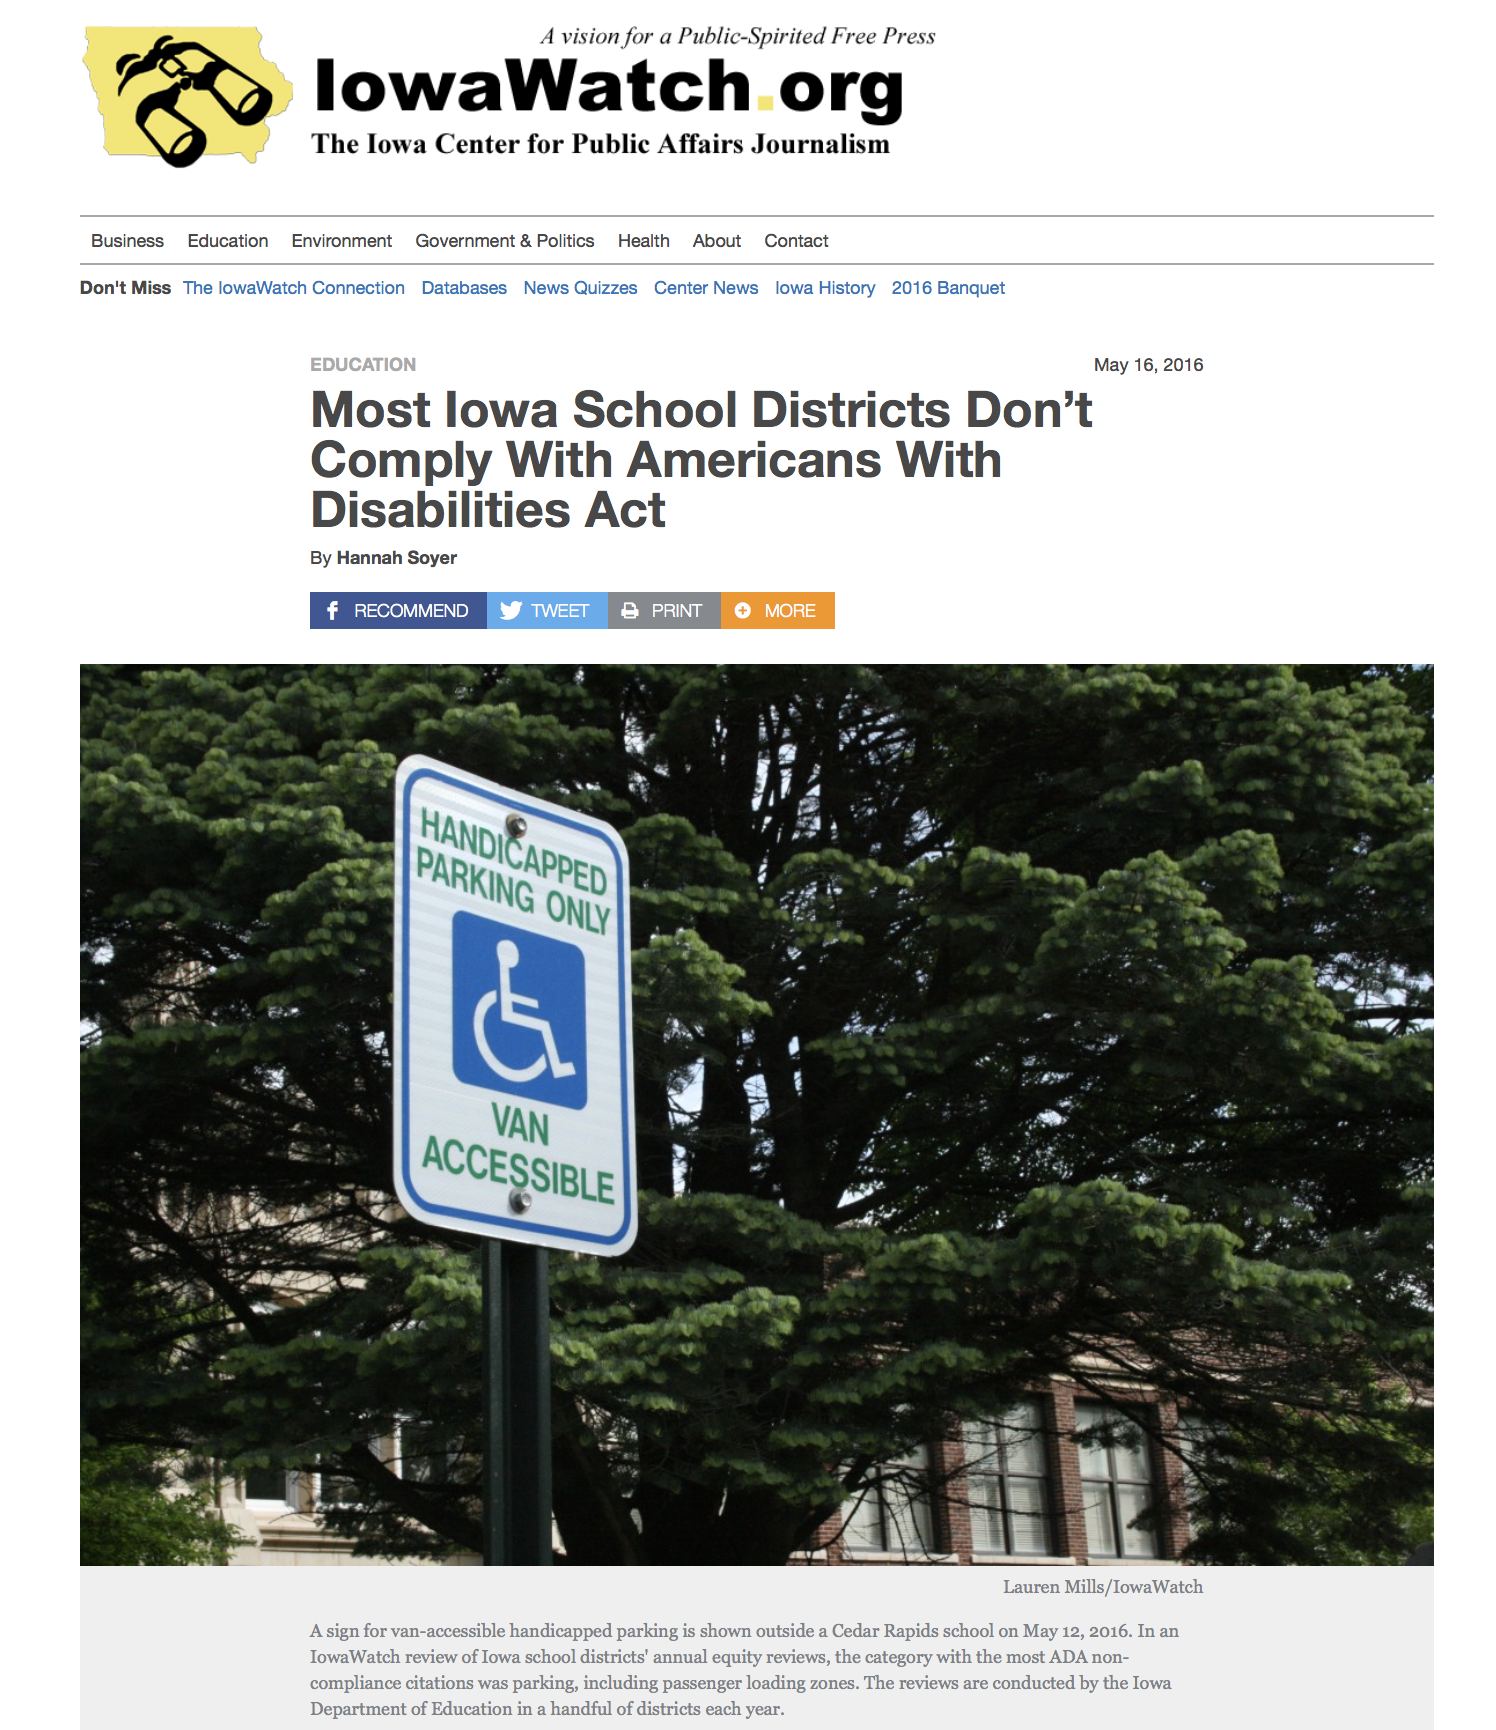 A vision for a Public-Spirited Free Press
IowaWatch.org
The Iowa Center for Public Affairs Journalism
Business Education Environment Government & Politics Health About Contact
Don't Miss The IowaWatch Connection Databases News Quizzes Center News Iowa History 2016 Banquet
EDUCATION May 16, 2016
Most Iowa School Districts Don’t
Comply With Americans With
Disabilities Act
By Hannah Soyer
RECOMMEND TWEET PRINT MORE
HANDICAPPED
PARKING ONLY
VAN
ACCESSIBLE
Lauren Mills/IowaWatch
A sign for van-accessible handicapped parking is shown outside a Cedar Rapids school on May 12, 2016. In an
IowaWatch review of Iowa school districts' annual equity reviews, the category with the most ADA non-
compliance citations was parking, including passenger loading zones. The reviews are conducted by the Iowa
Department of Education in a handful of districts each year.